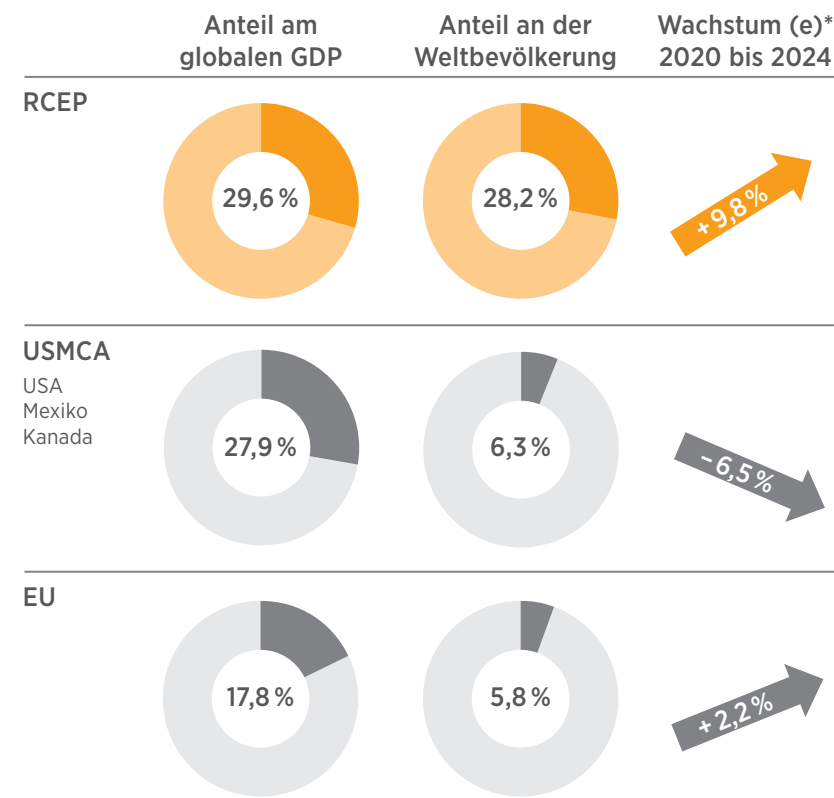 Anteil am
globalen GDP
Anteil an der
Weltbevölkerung
Wachstum (e)*
2020 bis 2024
RCEP
29,6 %
28,2 %
+ 9,8 %
USMCA
USA
Mexiko
Kanada
27,9 %
6,3 %
– 6,5 %
EU
17,8 %
5,8 %
+ 2,2 %